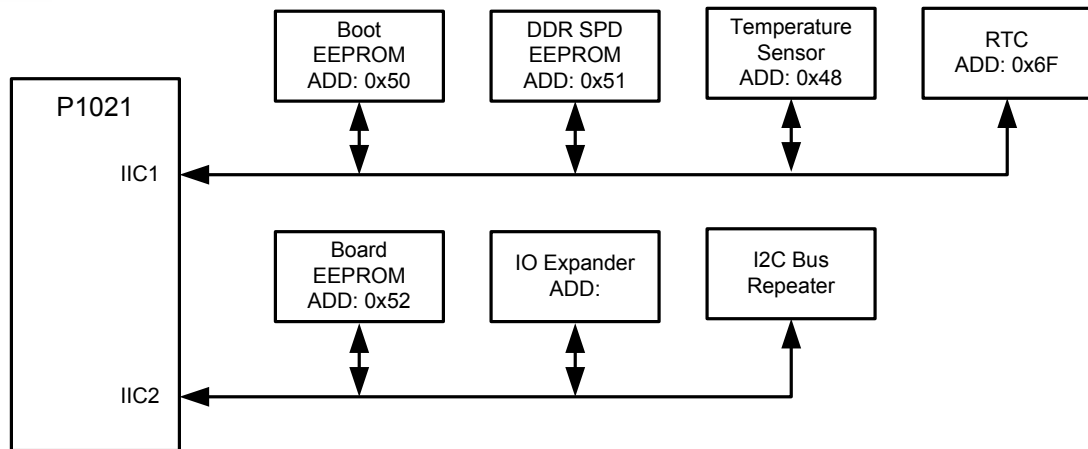 Boot
EEPROM
ADD: 0x50
DDR SPD
EEPROM
ADD: 0x51
Temperature
Sensor
ADD: 0x48
RTC
ADD: 0x6F
P1021
IIC1
Board
EEPROM
ADD: 0x52
IO Expander
ADD:
I2C Bus
Repeater
IIC2